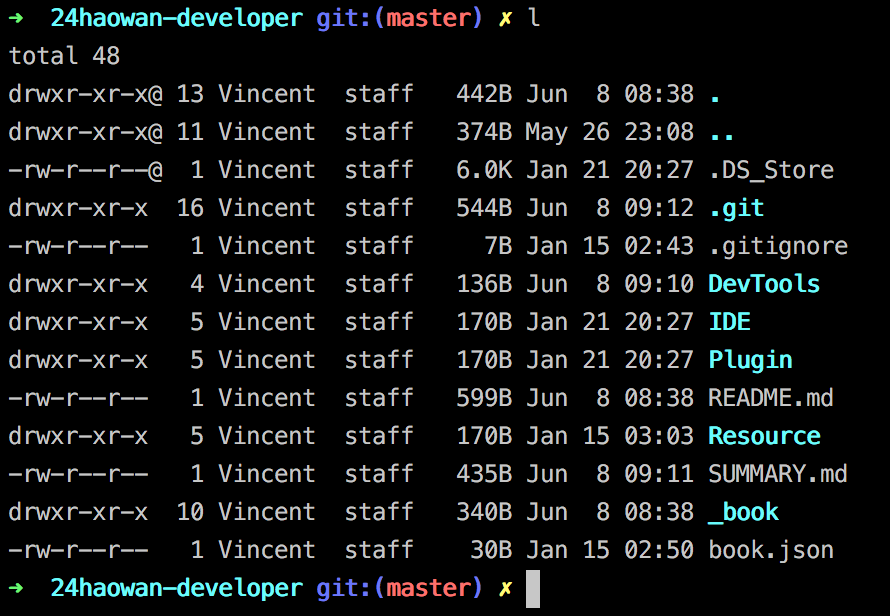 ➜  24haowan-developer git:(master) ✗ l
total 48
drwxr-xr-x@ 13 Vincent  staff   442B Jun  8 08:38 .
drwxr-xr-x@ 11 Vincent  staff   374B May 26 23:08 ..
-rw-r--r--@  1 Vincent  staff   6.0K Jan 21 20:27 .DS_Store
drwxr-xr-x  16 Vincent  staff   544B Jun  8 09:12 .git
-rw-r--r--   1 Vincent  staff     7B Jan 15 02:43 .gitignore
drwxr-xr-x   4 Vincent  staff   136B Jun  8 09:10 DevTools
drwxr-xr-x   5 Vincent  staff   170B Jan 21 20:27 IDE
drwxr-xr-x   5 Vincent  staff   170B Jan 21 20:27 Plugin
-rw-r--r--   1 Vincent  staff   599B Jun  8 08:38 README.md
drwxr-xr-x   5 Vincent  staff   170B Jan 15 03:03 Resource
-rw-r--r--   1 Vincent  staff   435B Jun  8 09:11 SUMMARY.md
drwxr-xr-x  10 Vincent  staff   340B Jun  8 08:38 _book
-rw-r--r--   1 Vincent  staff    30B Jan 15 02:50 book.json
➜  24haowan-developer git:(master) ✗